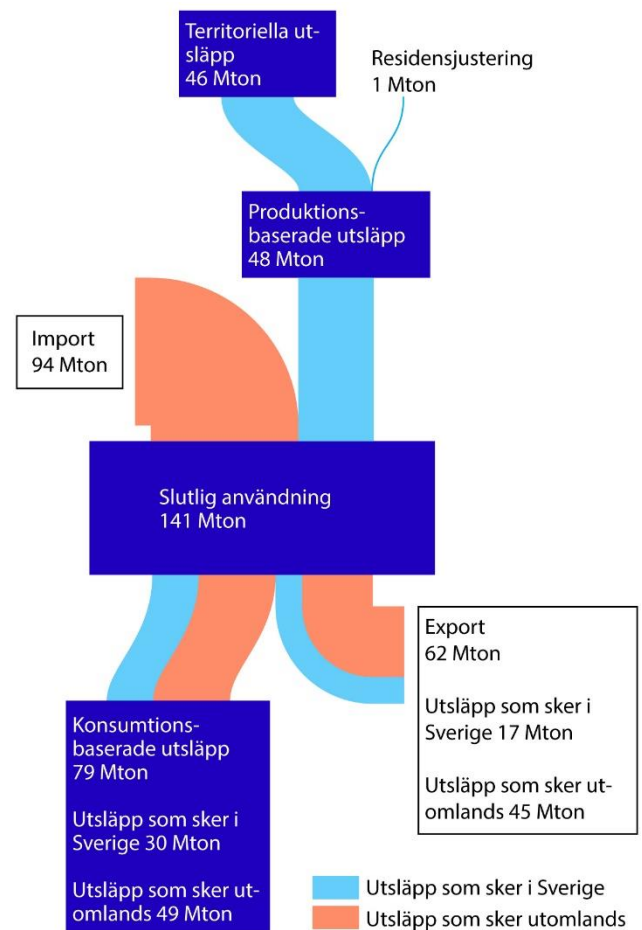 Territoriella ut-
släpp
46 Mton
Residensjustering
1 Mton
Produktions-
baserade utsläpp
48 Mton
Import
94 Mton
Slutlig användning
141 Mton
Export
62 Mton
Utsläpp som sker i
Sverige 17 Mton
Utsläpp som sker ut-
omlands 45 Mton
Konsumtions-
baserade utsläpp
79 Mton
Utsläpp som sker i
Sverige 30 Mton
Utsläpp som sker ut-
omlands 49 Mton
Utsläpp som sker i Sverige
Utsläpp som sker utomlands